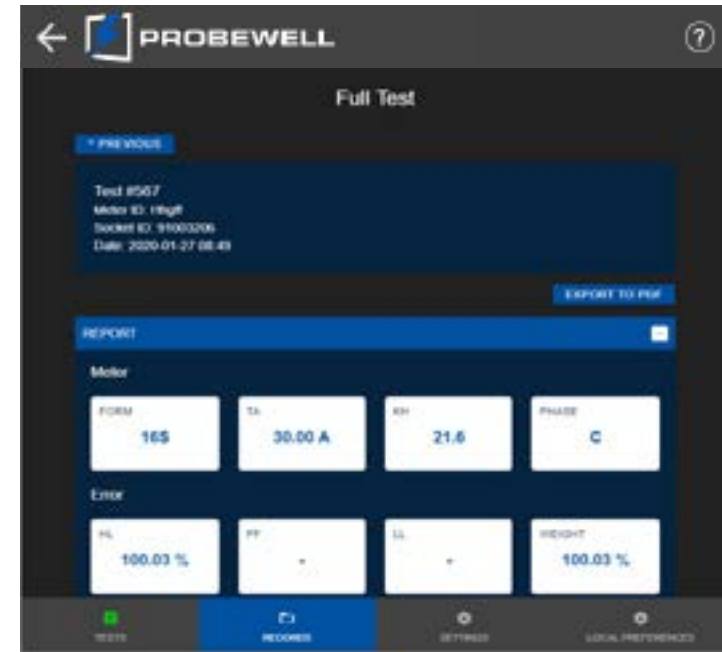 PROBEWELL
?
Full Test
PREVIOUS
Test #567
Meter ID:
Socket ID: 91003206
Date: 2020-01-27 08:49
EXPORT TO PDF
REPORT
Meter
FORM TA KH PHASE
16S 30.00 A 21.6 C
Error
HL PF LL WEIGHT
100.03 % - - 100.03 %
TESTS RECORDS SETTINGS LOCAL PREFERENCES